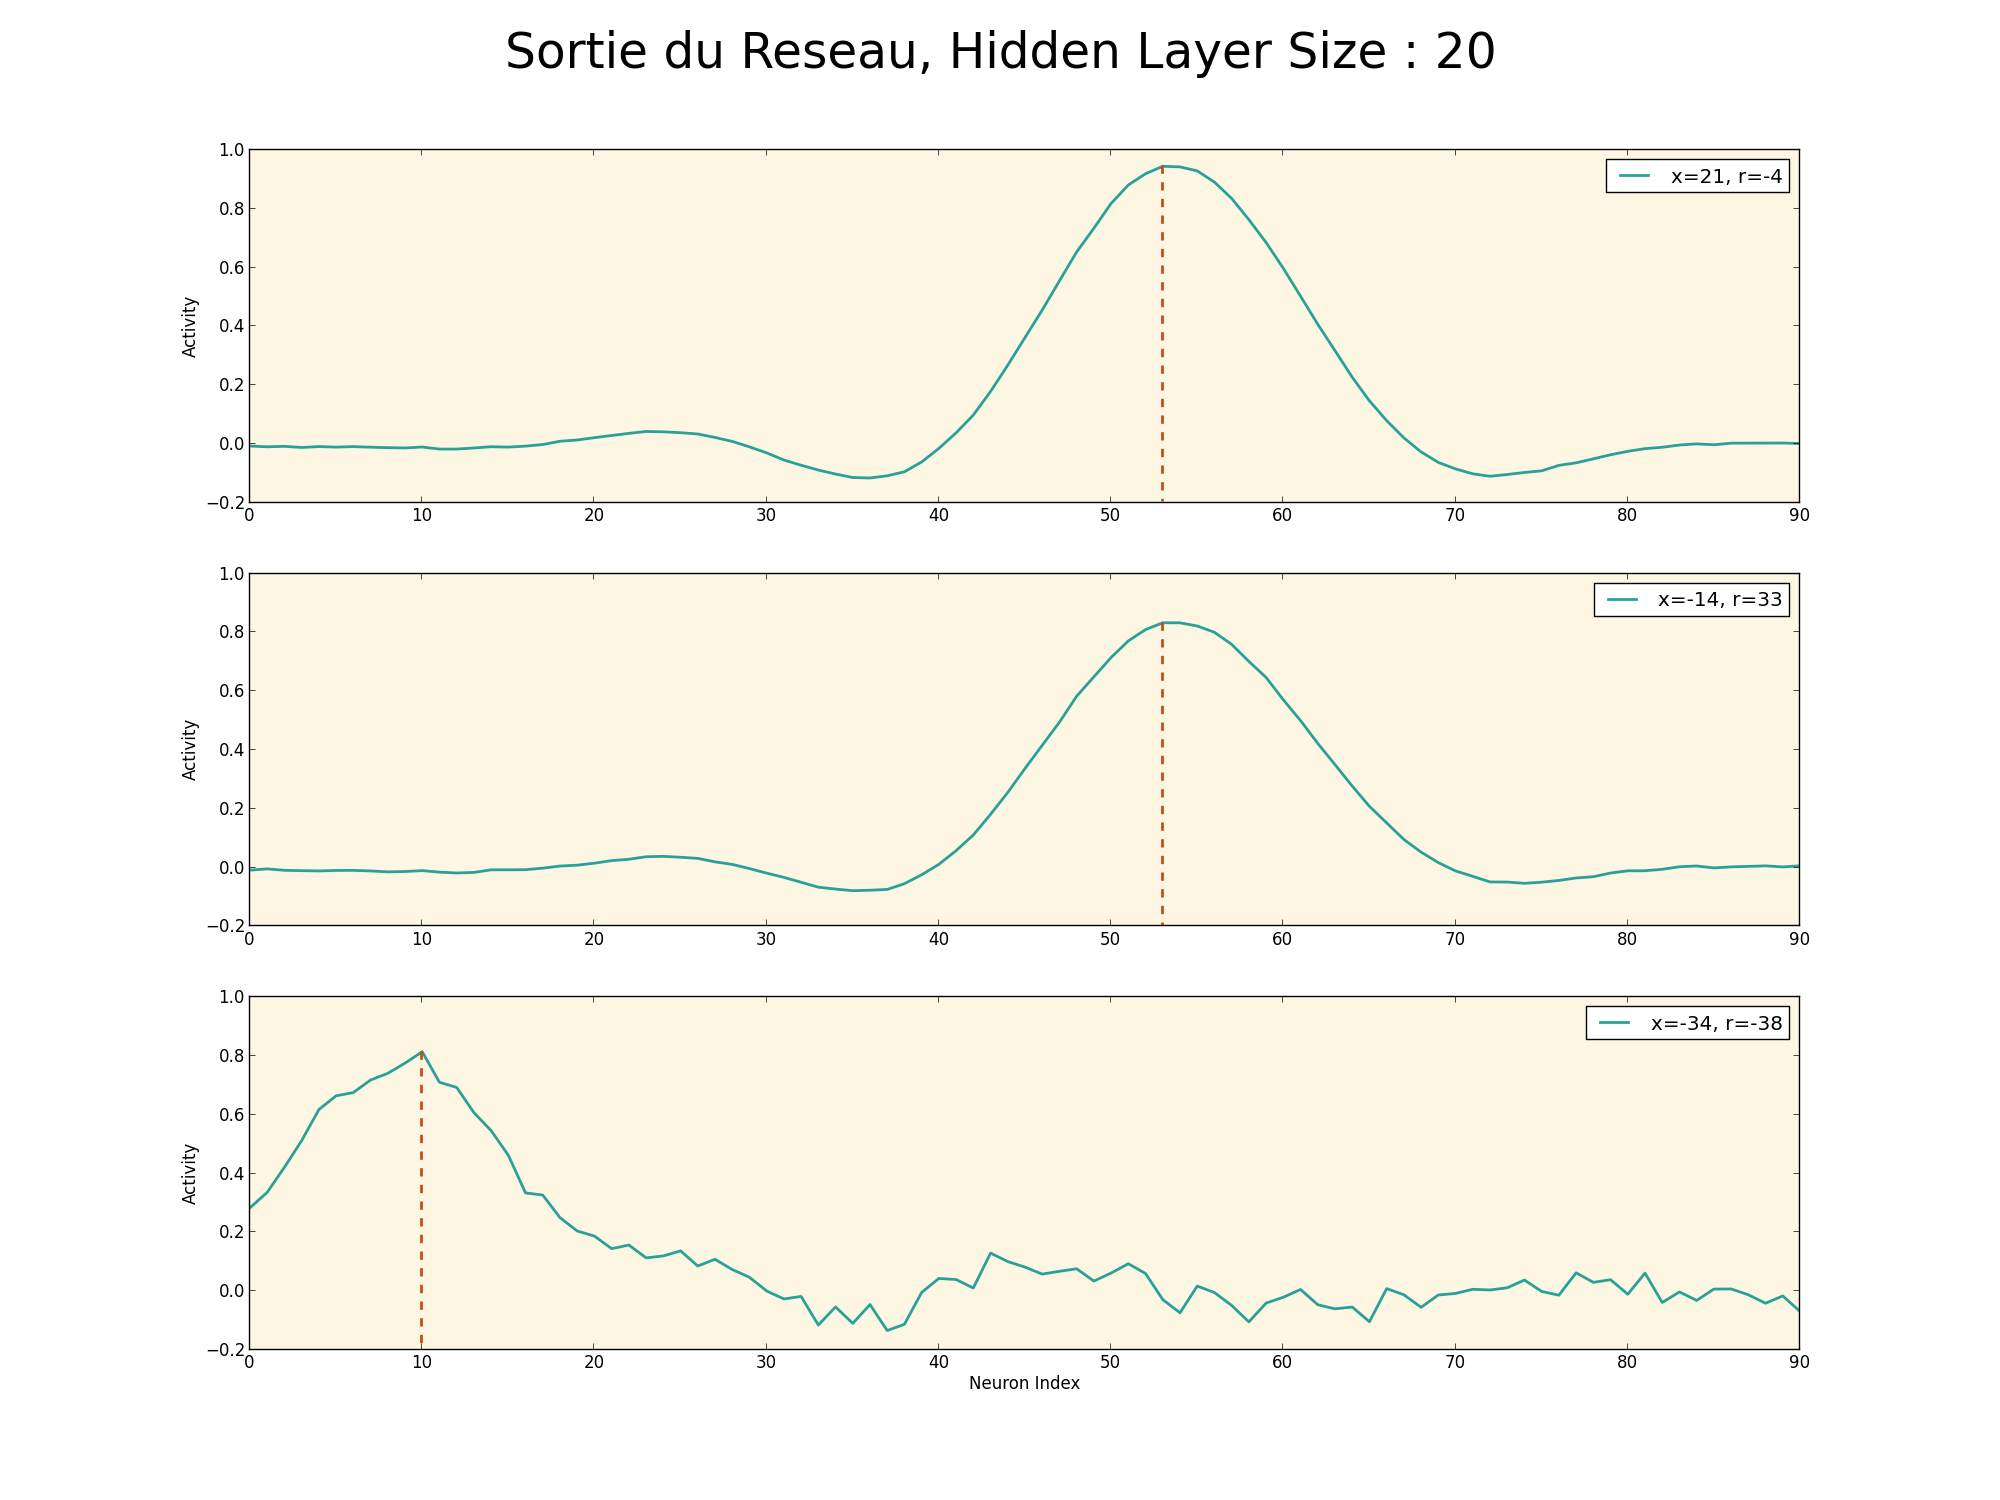 Sortie du Reseau, Hidden Layer Size : 20
1.0
0.8
0.6
0.4
0.2
0.0
−0.2
Activity
x=21, r=-4
0 10 20 30 40 50 60 70 80 90
1.0
0.8
0.6
0.4
0.2
0.0
−0.2
Activity
x=-14, r=33
0 10 20 30 40 50 60 70 80 90
1.0
0.8
0.6
0.4
0.2
0.0
−0.2
Activity
x=-34, r=-38
0 10 20 30 40 50 60 70 80 90
Neuron Index